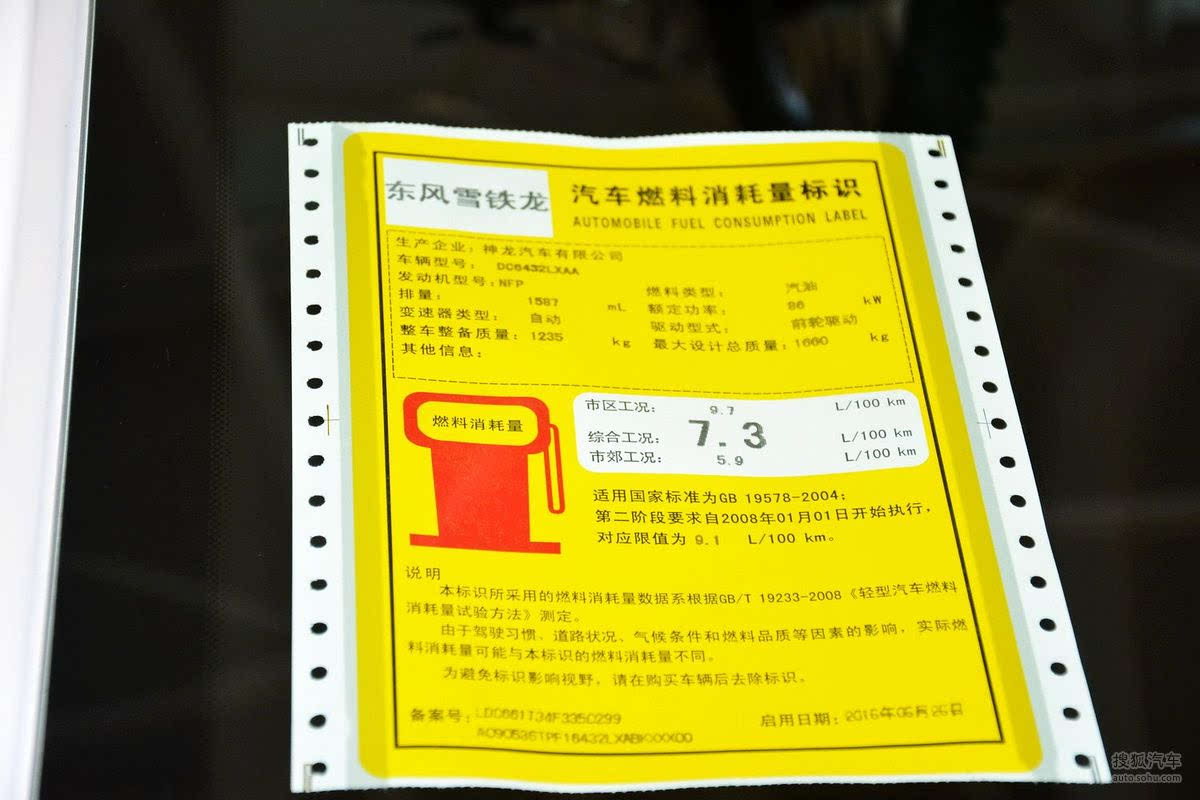 东风雪铁龙
汽车燃料消耗量标识
AUTOMOBILE FUEL CONSUMPTION LABEL
生产企业：神龙汽车有限公司
车辆型号： DC6432LXAA
发动机型号：NFP 燃料类型： 汽油
排量： 1587 mL 额定功率： 86 kW
变速器类型： 自动 驱动型式： 前轮驱动
整车整备质量： 1235 kg 最大设计总质量：1660 kg
其他信息：
燃料消耗量
市区工况： 9.7 L/100 km
综合工况： 7.3 L/100 km
市郊工况： 5.9 L/100 km
适用国家标准为GB 19578-2004；
第二阶段要求自2008年01月01日开始执行，
对应限值为 9.1 L/100 km。
说明
本标识所采用的燃料消耗量数据系根据GB/T 19233-2008《轻型汽车燃料
消耗量试验方法》测定。
由于驾驶习惯、道路状况、气候条件和燃料品质等因素的影响，实际燃
料消耗量可能与本标识的燃料消耗量不同。
为避免标识影响视野，请在购买车辆后去除标识。
备案号： 启用日期：
搜狐汽车
auto.sohu.com